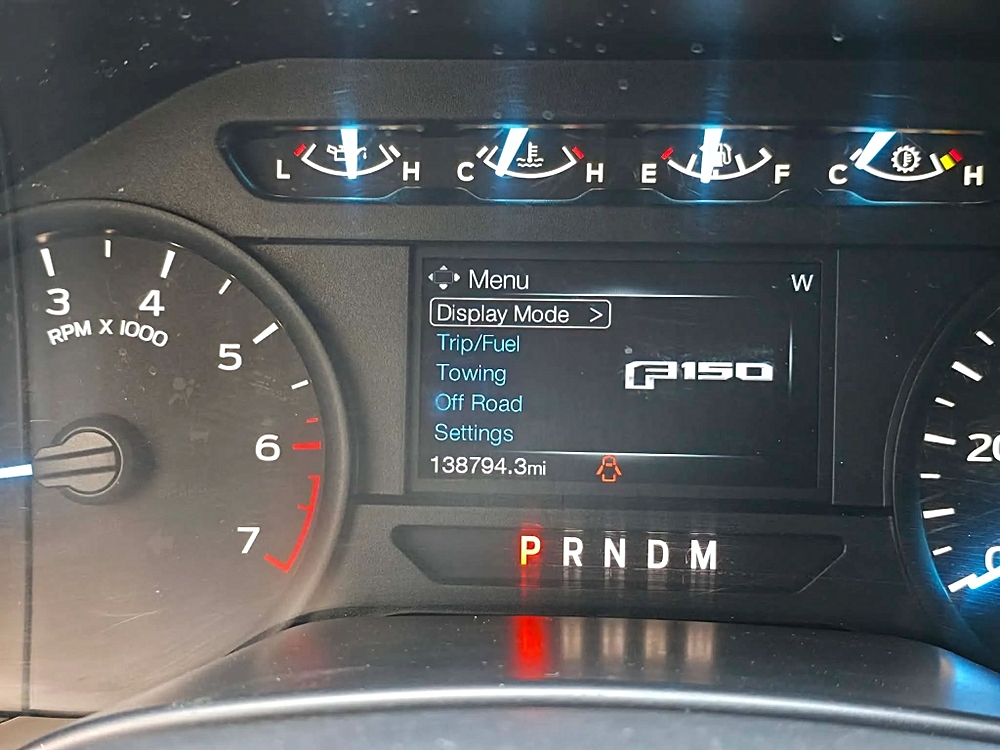 L H C H E F C H
Menu W
Display Mode >
Trip/Fuel
Towing
Off Road
Settings
F150
138794.3mi
3 4 5 6 7
RPM X 1000
20
0
P R N D M